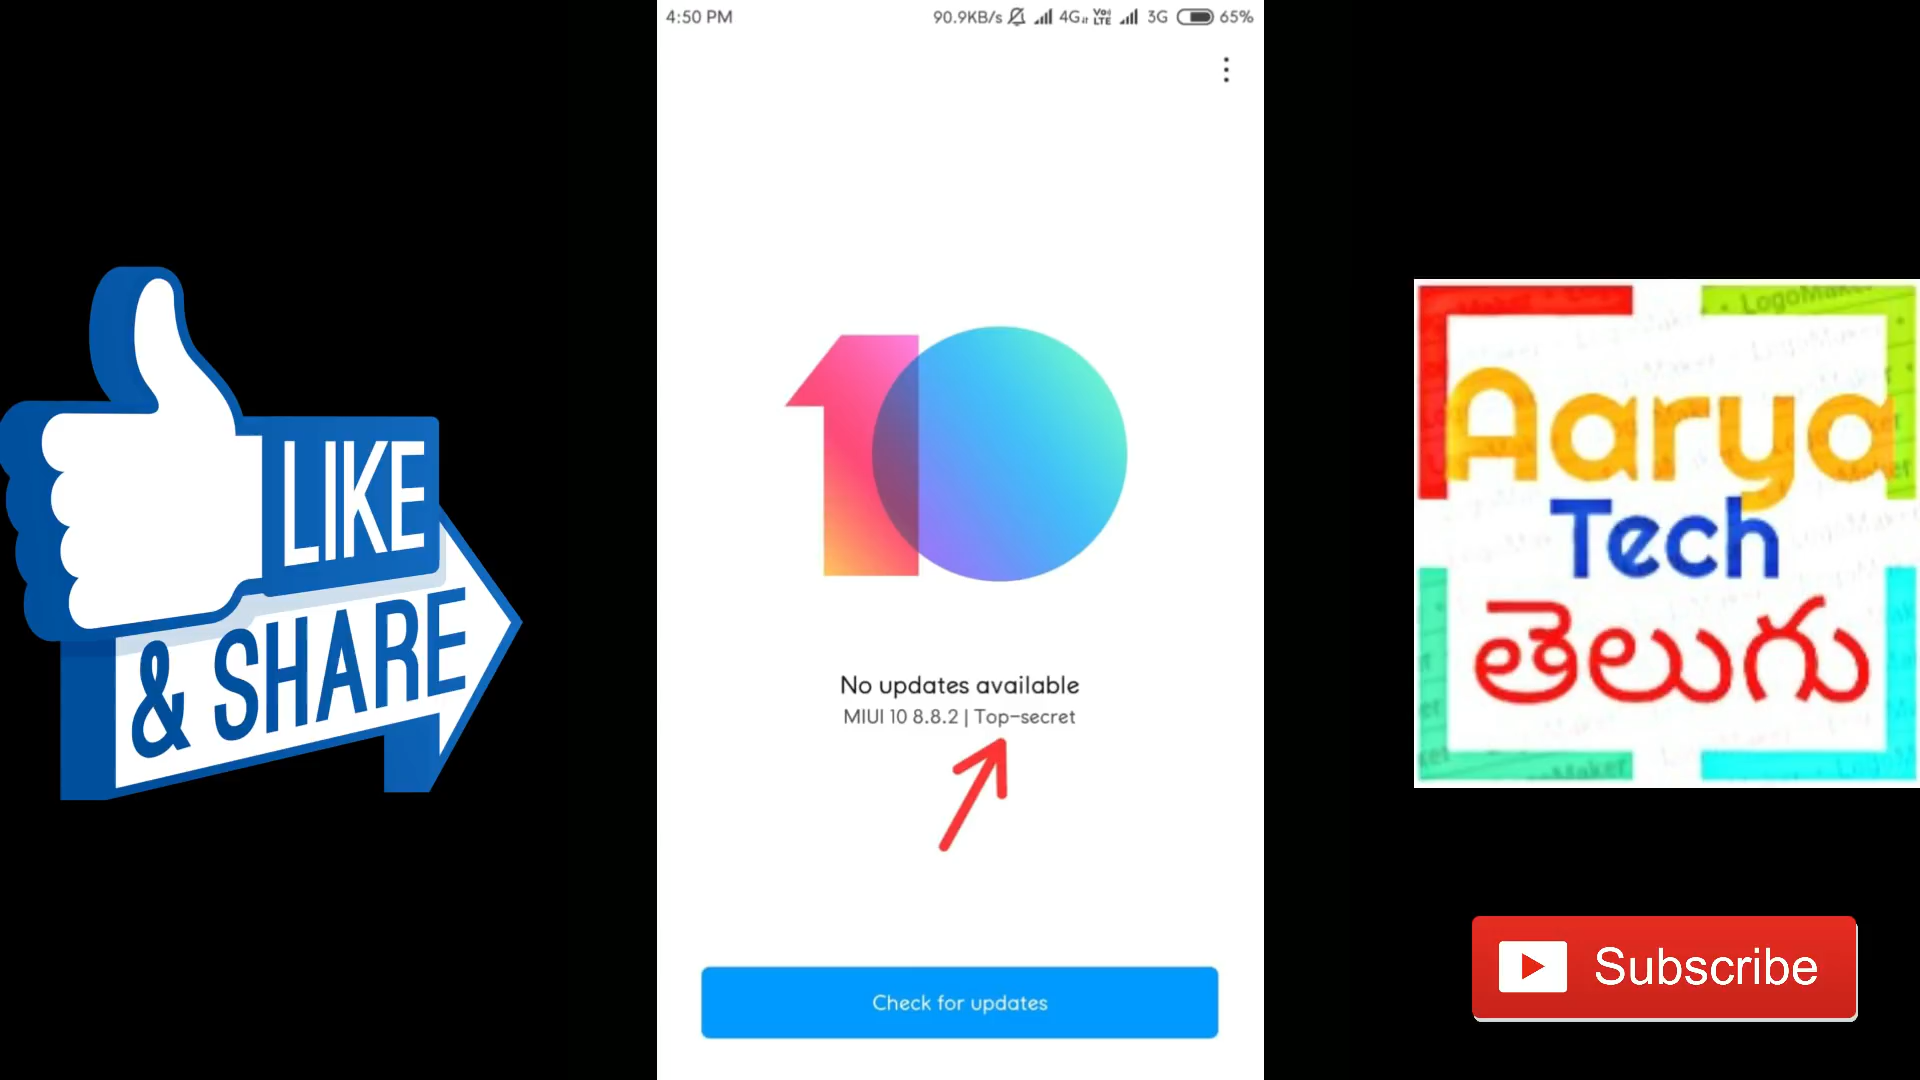 4:50 PM
90.9KB/s 4G VoLTE 3G 65%
LIKE
& SHARE
No updates available
MIUI 10 8.8.2 | Top-secret
Check for updates
Aarya
Tech
తెలుగు
Subscribe